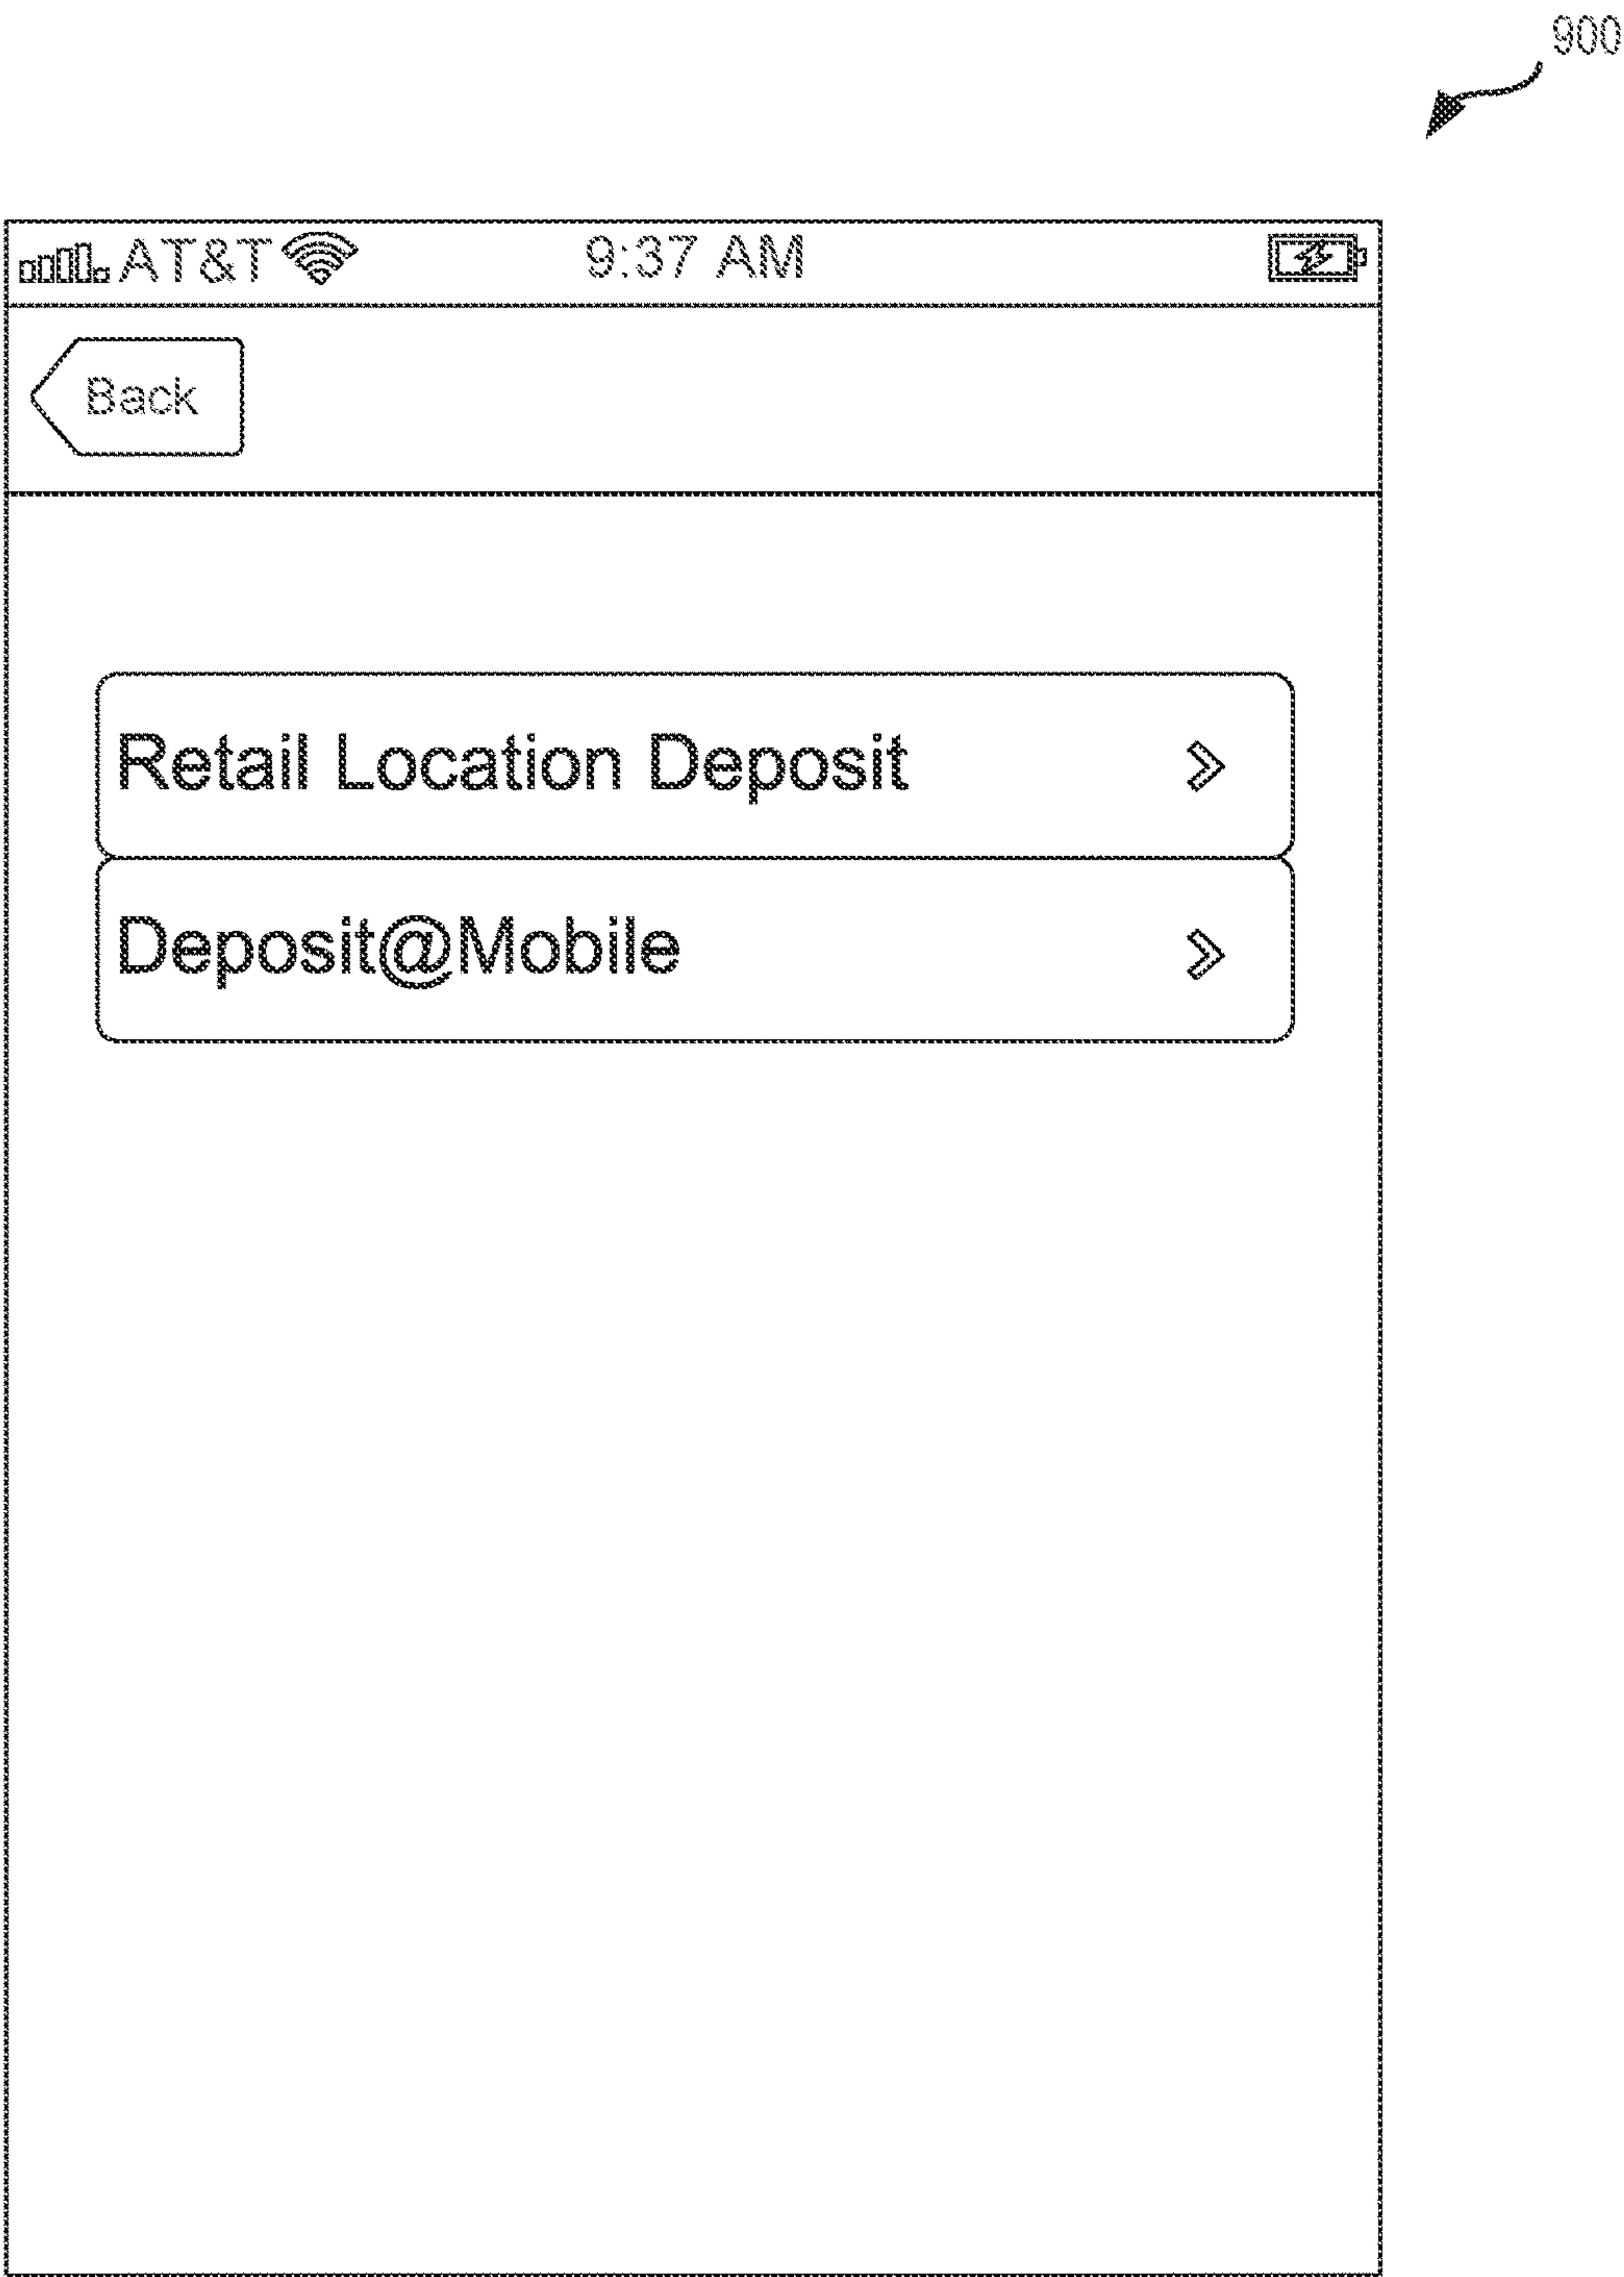 900
AT&T 9:37 AM
Back
Retail Location Deposit
Deposit@Mobile